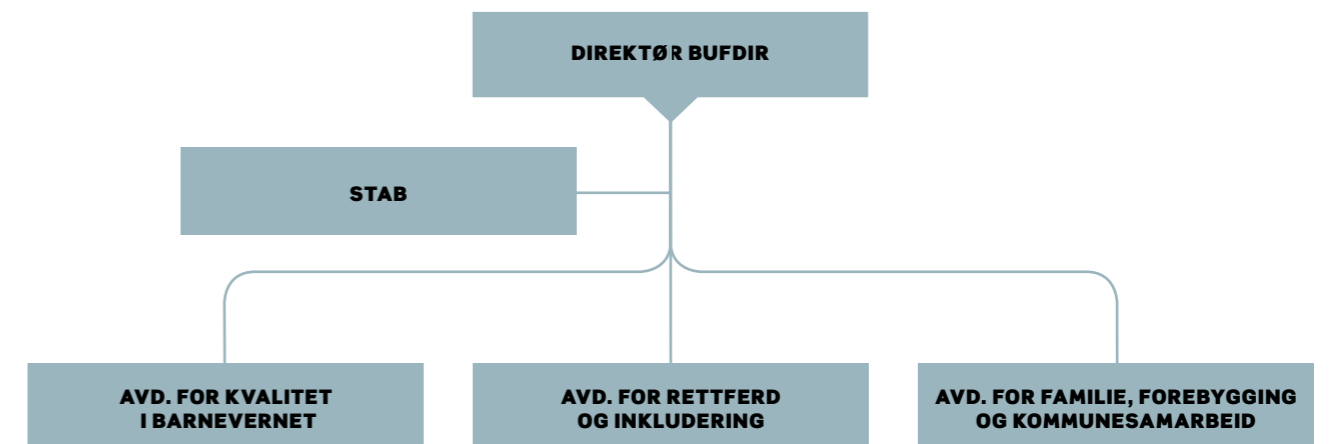 DIREKTØR BUFDIR
STAB
AVD. FOR KVALITET
I BARNEVERNET
AVD. FOR RETTFERD
OG INKLUDERING
AVD. FOR FAMILIE, FOREBYGGING
OG KOMMUNESAMARBEID